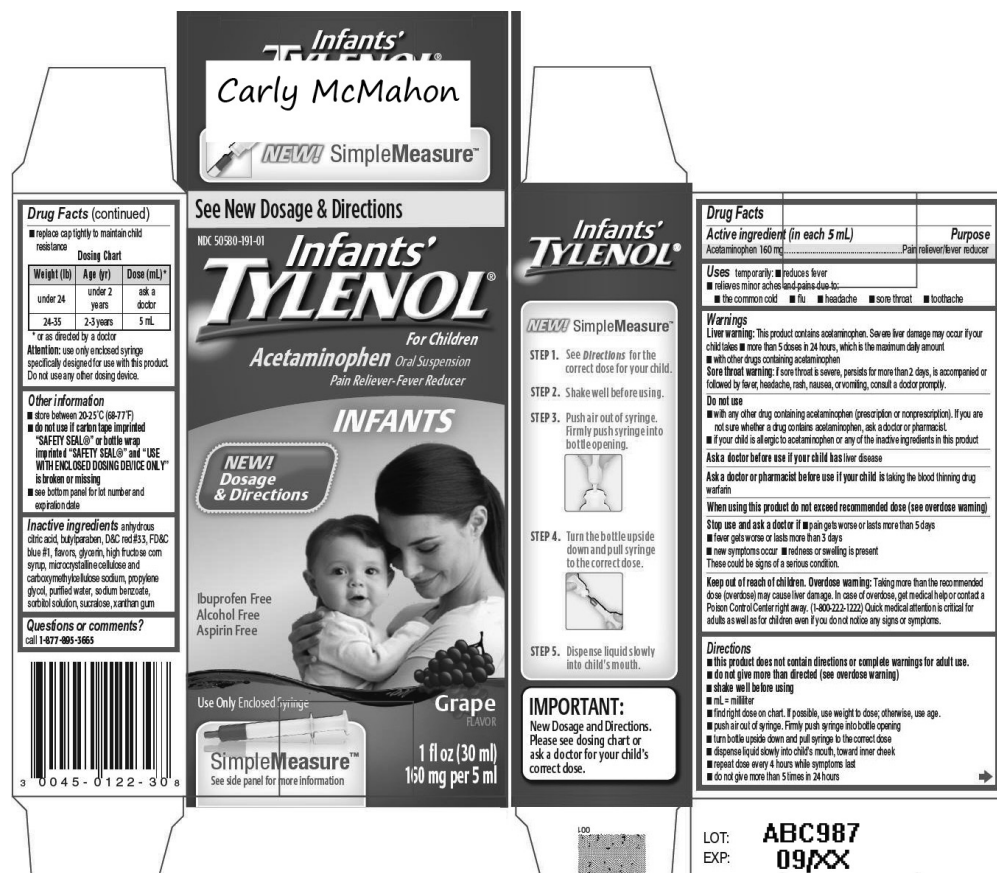 Infants'
TYLENOL®
Carly McMahon
NEW! SimpleMeasure™
See New Dosage & Directions
NDC 50580-191-01
Infants'
TYLENOL®
For Children
Acetaminophen Oral Suspension
Pain Reliever-Fever Reducer
INFANTS
NEW!
Dosage
& Directions
Ibuprofen Free
Alcohol Free
Aspirin Free
Use Only Enclosed Syringe
SimpleMeasure™
See side panel for more information
Grape
FLAVOR
1 fl oz (30 ml)
160 mg per 5 ml
Drug Facts (continued)
■ replace cap tightly to maintain child
resistance
Dosing Chart
Weight (lb) Age (yr) Dose (mL)*
under 24 under 2 years ask a doctor
24-35 2-3 years 5 mL
* or as directed by a doctor
Attention: use only enclosed syringe
specifically designed for use with this product.
Do not use any other dosing device.
Other information
■ store between 20-25°C (68-77°F)
■ do not use if carton tape imprinted
"SAFETY SEAL®" or bottle wrap
imprinted "SAFETY SEAL®" and "USE
WITH ENCLOSED DOSING DEVICE ONLY"
is broken or missing
■ see bottom panel for lot number and
expiration date
Inactive ingredients anhydrous
citric acid, butylparaben, D&C red #33, FD&C
blue #1, flavors, glycerin, high fructose corn
syrup, microcrystalline cellulose and
carboxymethylcellulose sodium, propylene
glycol, purified water, sodium benzoate,
sorbitol solution, sucralose, xanthan gum
Questions or comments?
call 1-877-895-3665
3 0045-0122-30 8
Infants'
TYLENOL®
NEW! SimpleMeasure™
STEP 1. See Directions for the
correct dose for your child.
STEP 2. Shake well before using.
STEP 3. Push air out of syringe.
Firmly push syringe into
bottle opening.
STEP 4. Turn the bottle upside
down and pull syringe
to the correct dose.
STEP 5. Dispense liquid slowly
into child's mouth.
IMPORTANT:
New Dosage and Directions.
Please see dosing chart or
ask a doctor for your child's
correct dose.
Drug Facts
Active ingredient (in each 5 mL) Purpose
Acetaminophen 160 mg..........Pain reliever/fever reducer
Uses temporarily: ■ reduces fever
■ relieves minor aches and pains due to:
■ the common cold ■ flu ■ headache ■ sore throat ■ toothache
Warnings
Liver warning: This product contains acetaminophen. Severe liver damage may occur if your
child takes ■ more than 5 doses in 24 hours, which is the maximum daily amount
■ with other drugs containing acetaminophen
Sore throat warning: if sore throat is severe, persists for more than 2 days, is accompanied or
followed by fever, headache, rash, nausea, or vomiting, consult a doctor promptly.
Do not use
■ with any other drug containing acetaminophen (prescription or nonprescription). If you are
not sure whether a drug contains acetaminophen, ask a doctor or pharmacist.
■ if your child is allergic to acetaminophen or any of the inactive ingredients in this product
Ask a doctor before use if your child has liver disease
Ask a doctor or pharmacist before use if your child is taking the blood thinning drug
warfarin
When using this product do not exceed recommended dose (see overdose warning)
Stop use and ask a doctor if ■ pain gets worse or lasts more than 5 days
■ fever gets worse or lasts more than 3 days
■ new symptoms occur ■ redness or swelling is present
These could be signs of a serious condition.
Keep out of reach of children. Overdose warning: Taking more than the recommended
dose (overdose) may cause liver damage. In case of overdose, get medical help or contact a
Poison Control Center right away. (1-800-222-1222) Quick medical attention is critical for
adults as well as for children even if you do not notice any signs or symptoms.
Directions
■ this product does not contain directions or complete warnings for adult use.
■ do not give more than directed (see overdose warning)
■ shake well before using
■ mL = milliliter
■ find right dose on chart. If possible, use weight to dose; otherwise, use age.
■ push air out of syringe. Firmly push syringe into bottle opening
■ turn bottle upside down and pull syringe to the correct dose
■ dispense liquid slowly into child's mouth, toward inner cheek
■ repeat dose every 4 hours while symptoms last
■ do not give more than 5 times in 24 hours
LOT: ABC987
EXP: 09/XX